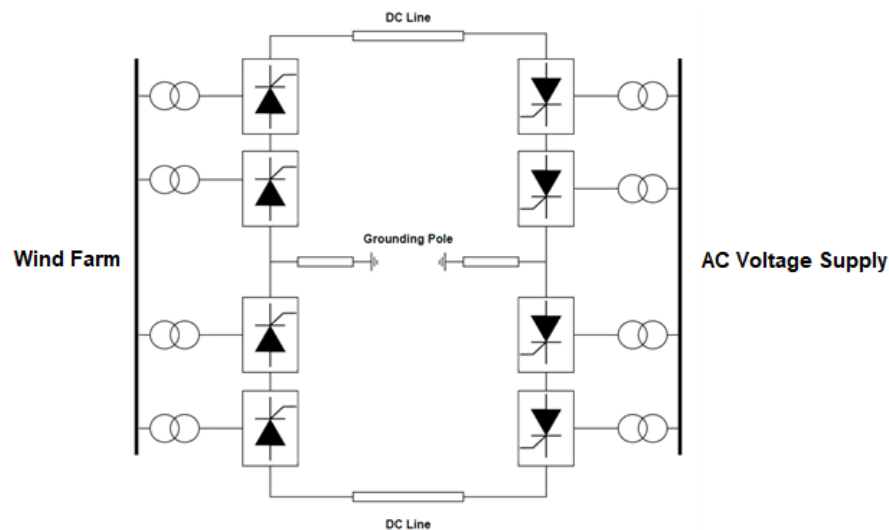 DC Line
Grounding Pole
Wind Farm
AC Voltage Supply
DC Line